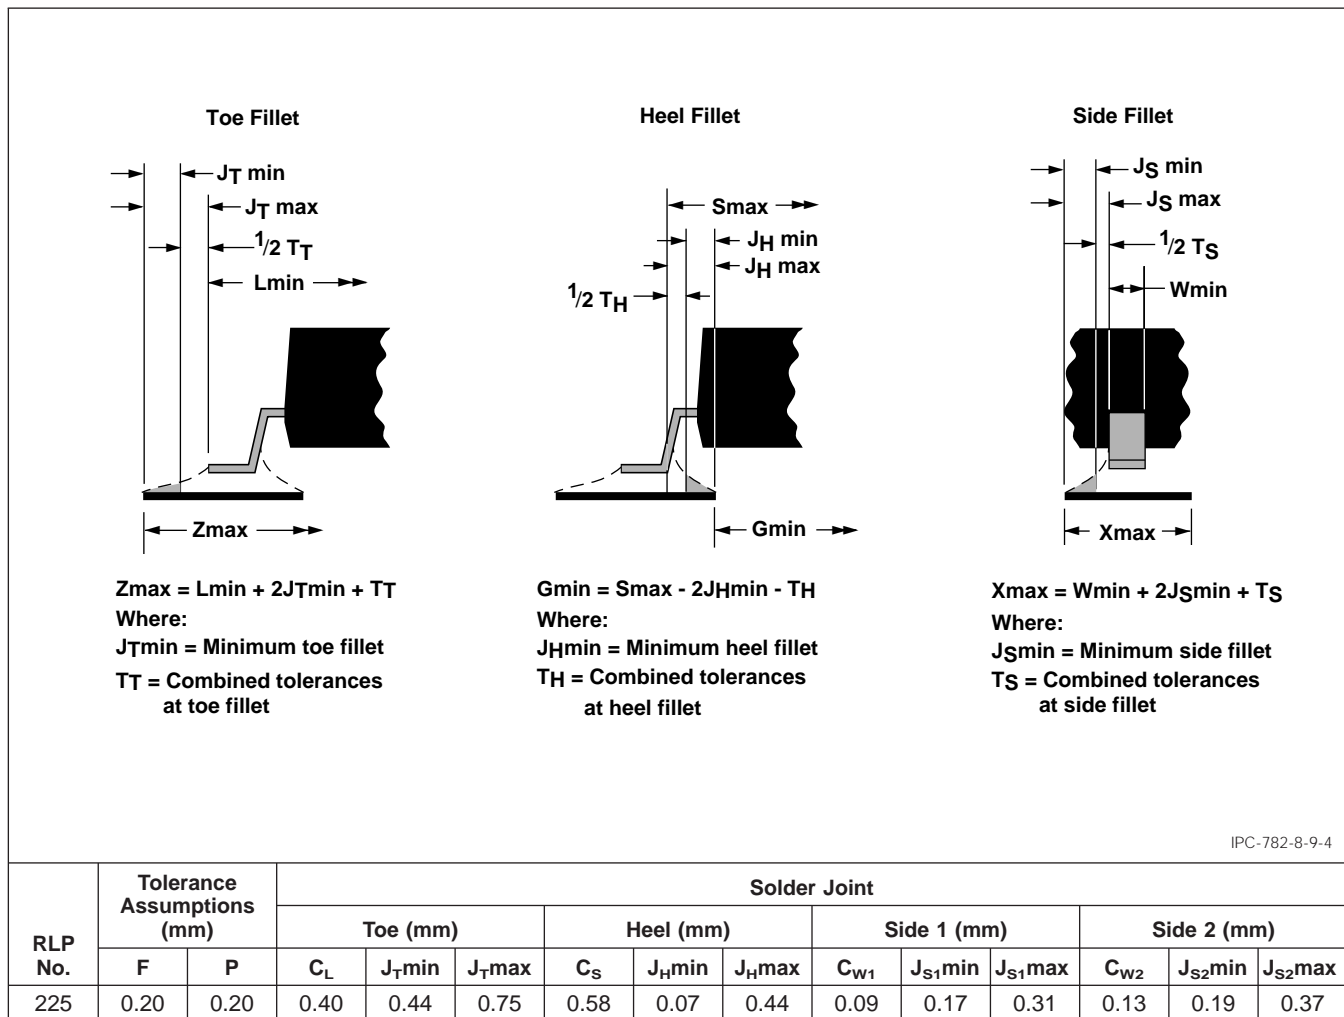 Toe Fillet
Heel Fillet
Side Fillet
JT min
JT max
1/2 TT
Lmin
Zmax
Smax
JH min
JH max
1/2 TH
Gmin
JS min
JS max
1/2 TS
Wmin
Xmax
Zmax = Lmin + 2JTmin + TT
Where:
JTmin = Minimum toe fillet
TT = Combined tolerances
at toe fillet
Gmin = Smax - 2JHmin - TH
Where:
JHmin = Minimum heel fillet
TH = Combined tolerances
at heel fillet
Xmax = Wmin + 2JSmin + TS
Where:
JSmin = Minimum side fillet
TS = Combined tolerances
at side fillet
IPC-782-8-9-4
RLP No. Tolerance Assumptions (mm) Solder Joint
Toe (mm) Heel (mm) Side 1 (mm) Side 2 (mm)
F P CL JTmin JTmax CS JHmin JHmax CW1 JS1min JS1max CW2 JS2min JS2max
225 0.20 0.20 0.40 0.44 0.75 0.58 0.07 0.44 0.09 0.17 0.31 0.13 0.19 0.37